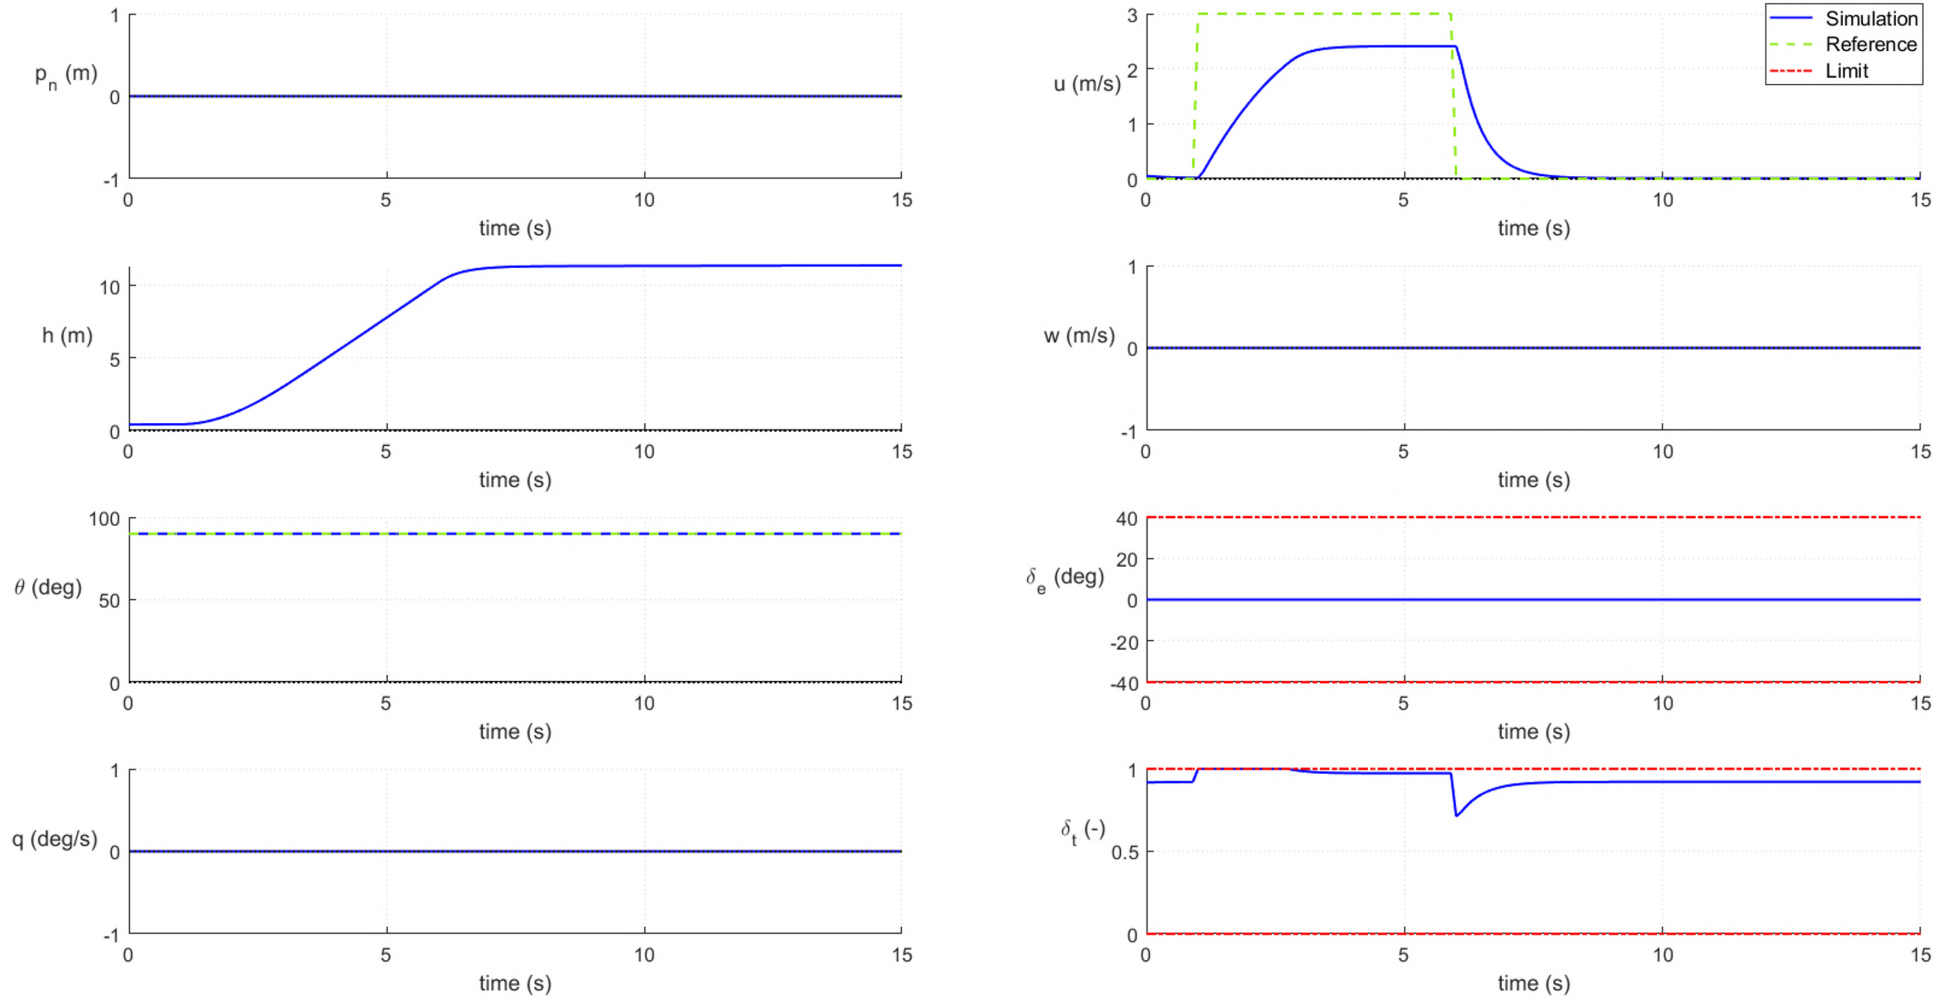 1
p_n (m)
0
-1
0 5 10 15
time (s)
3
u (m/s)
2
1
0
0 5 10 15
time (s)
Simulation
Reference
Limit
10
h (m)
5
0
0 5 10 15
time (s)
1
w (m/s)
0
-1
0 5 10 15
time (s)
100
θ (deg)
50
0
0 5 10 15
time (s)
40
20
δ_e (deg)
0
-20
-40
0 5 10 15
time (s)
1
q (deg/s)
0
-1
0 5 10 15
time (s)
1
δ_t (-)
0.5
0
0 5 10 15
time (s)